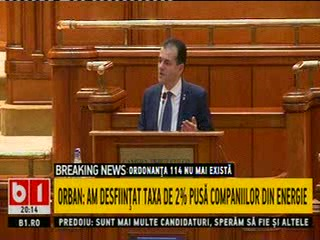 BREAKING NEWS ORDONANȚA 114 NU MAI EXISTĂ
ORBAN: AM DESFIINȚAT TAXA DE 2% PUSĂ COMPANIILOR DIN ENERGIE
b1
20:14
B1.RO
PREDOIU: SUNT MAI MULTE CANDIDATURI, SPERĂM SĂ FIE ȘI ALTELE